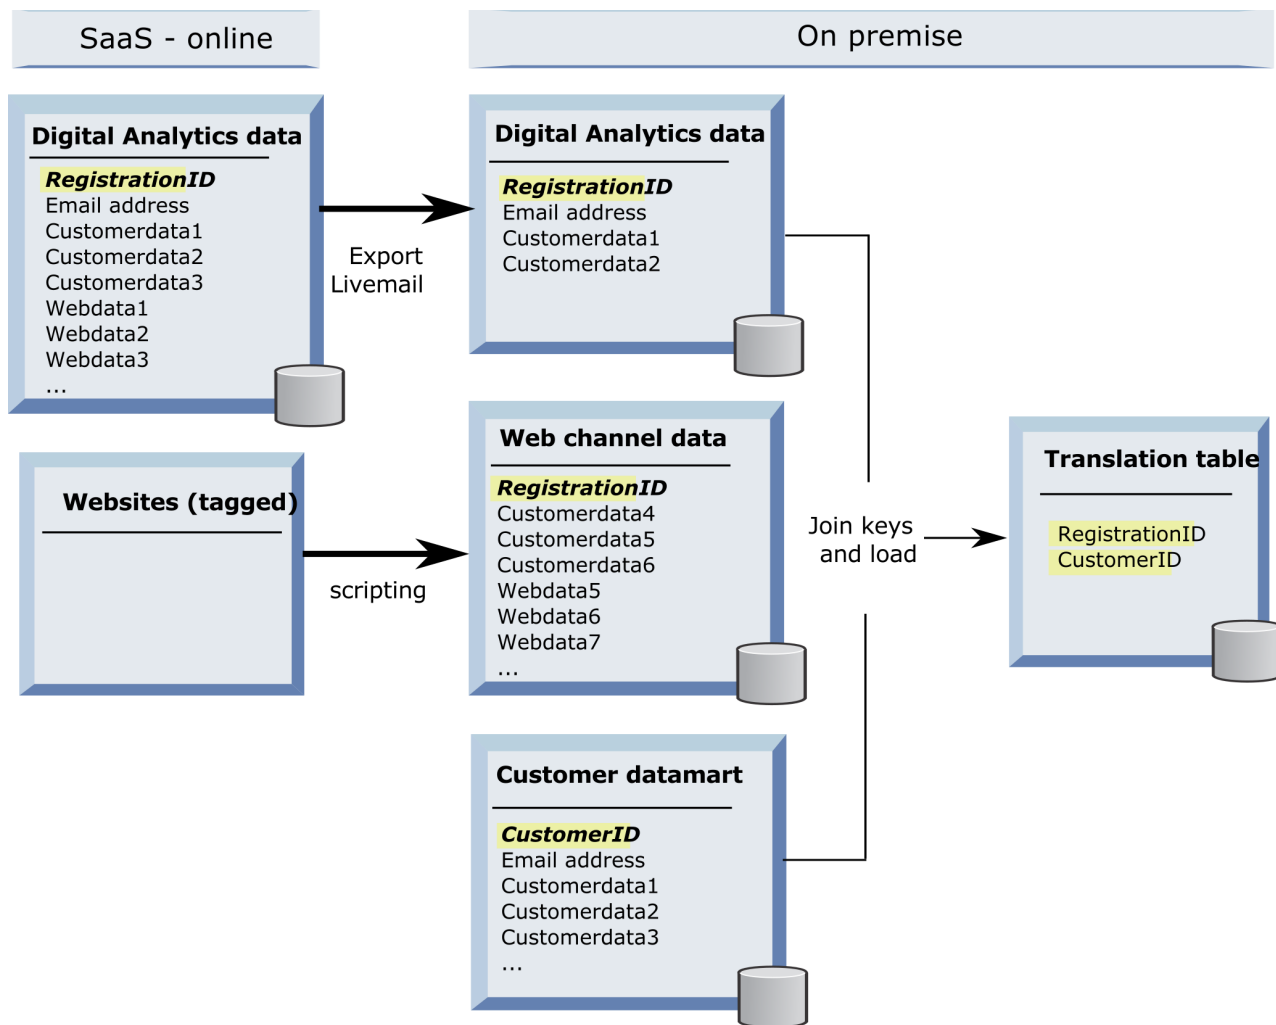 SaaS - online
On premise
Digital Analytics data
RegistrationID
Email address
Customerdata1
Customerdata2
Customerdata3
Webdata1
Webdata2
Webdata3
...
Export
Livemail
Digital Analytics data
RegistrationID
Email address
Customerdata1
Customerdata2
Websites (tagged)
scripting
Web channel data
RegistrationID
Customerdata4
Customerdata5
Customerdata6
Webdata5
Webdata6
Webdata7
...
Customer datamart
CustomerID
Email address
Customerdata1
Customerdata2
Customerdata3
...
Join keys
and load
Translation table
RegistrationID
CustomerID